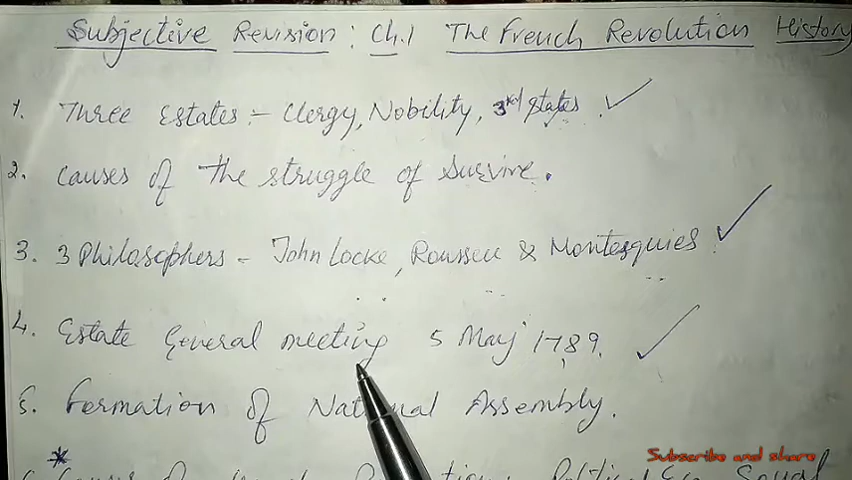 Subjective Revision : Ch.1 The French Revolution History
1. Three Estates :- Clergy, Nobility, 3rd States
2. Causes of the struggle of Survive.
3. 3 Philosophers - John Locke, Rousseu & Montesquies
4. Estate General meeting 5 May 1789.
5. Formation of National Assembly.
Causes of
Subscribe and share